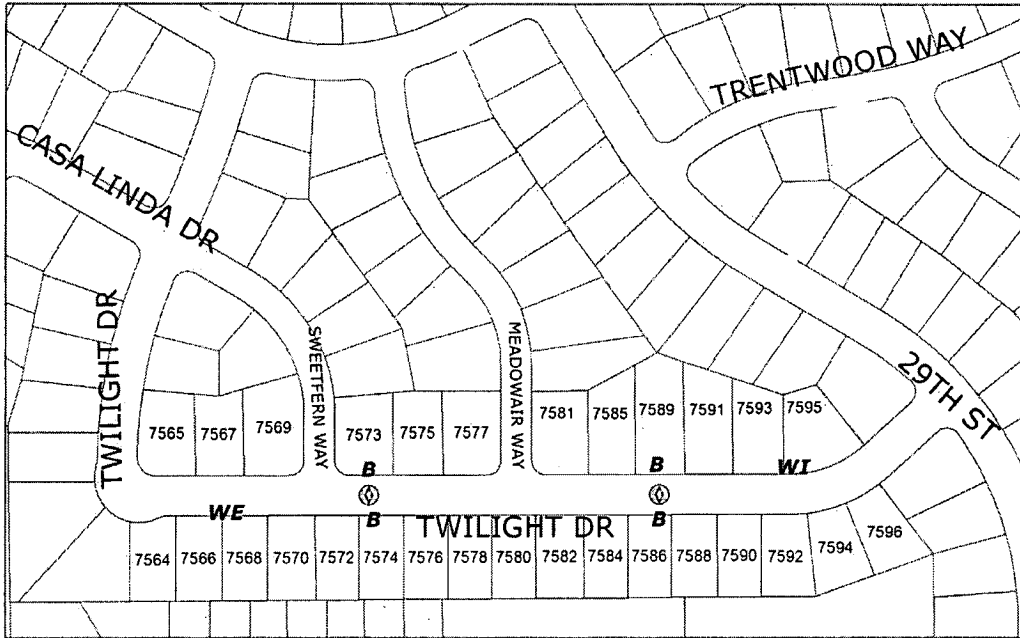 TRENTWOOD WAY
CASA LINDA DR
TWILIGHT DR
SWEETFERN WAY
MEADOWAIR WAY
29TH ST
7565 7567 7569 7573 7575 7577 7581 7585 7589 7591 7593 7595
B B WI
WE B B
TWILIGHT DR
7564 7566 7568 7570 7572 7574 7576 7578 7580 7582 7584 7586 7588 7590 7592 7594 7596